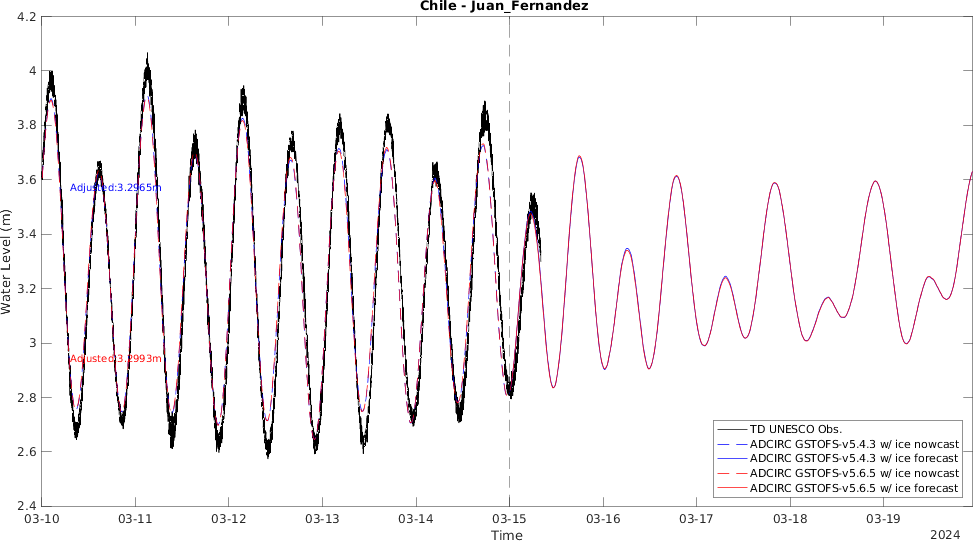 Chile - Juan_Fernandez
4.2
4
3.8
3.6
3.4
3.2
3
2.8
2.6
2.4
Water Level (m)
Adjusted:3.2965m
Adjusted:3.2993m
TD UNESCO Obs.
ADCIRC GSTOFS-v5.4.3 w/ ice nowcast
ADCIRC GSTOFS-v5.4.3 w/ ice forecast
ADCIRC GSTOFS-v5.6.5 w/ ice nowcast
ADCIRC GSTOFS-v5.6.5 w/ ice forecast
03-10 03-11 03-12 03-13 03-14 03-15 03-16 03-17 03-18 03-19
Time
2024